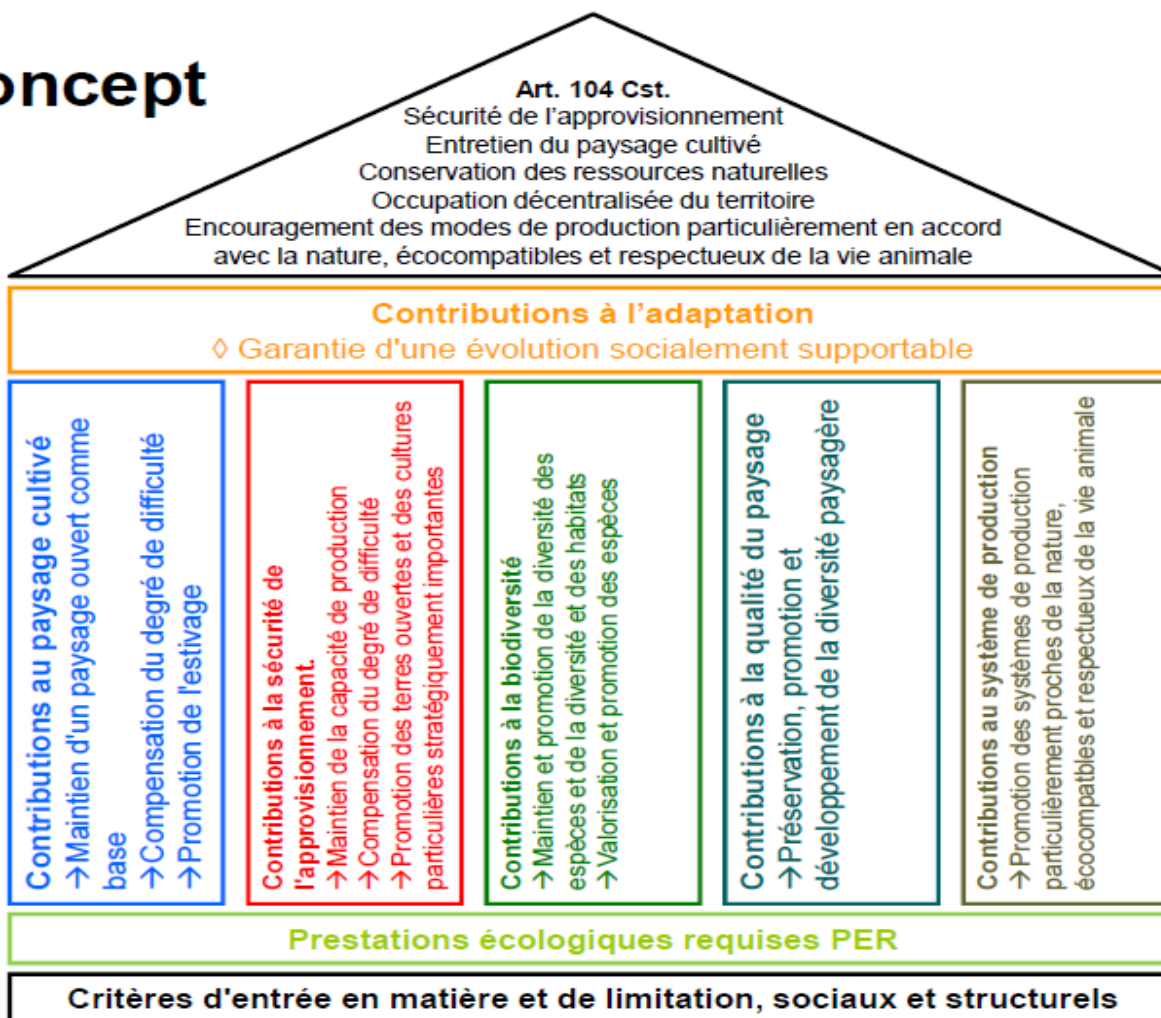 oncept
Art. 104 Cst.
Sécurité de l'approvisionnement
Entretien du paysage cultivé
Conservation des ressources naturelles
Occupation décentralisée du territoire
Encouragement des modes de production particulièrement en accord
avec la nature, écocompatibles et respectueux de la vie animale
Contributions à l'adaptation
◊ Garantie d'une évolution socialement supportable
Contributions au paysage cultivé
→Maintien d'un paysage ouvert comme
base
→Compensation du degré de difficulté
→Promotion de l'estivage
Contributions à la sécurité de
l'approvisionnement.
→Maintien de la capacité de production
→Compensation du degré de difficulté
→Promotion des terres ouvertes et des cultures
particulières stratégiquement importantes
Contributions à la biodiversité
→Maintien et promotion de la diversité des
espèces et de la diversité et des habitats
→Valorisation et promotion des espèces
Contributions à la qualité du paysage
→Préservation, promotion et
développement de la diversité paysagère
Contributions au système de production
→Promotion des systèmes de production
particulièrement proches de la nature,
écocompatbles et respectueux de la vie animale
Prestations écologiques requises PER
Critères d'entrée en matière et de limitation, sociaux et structurels